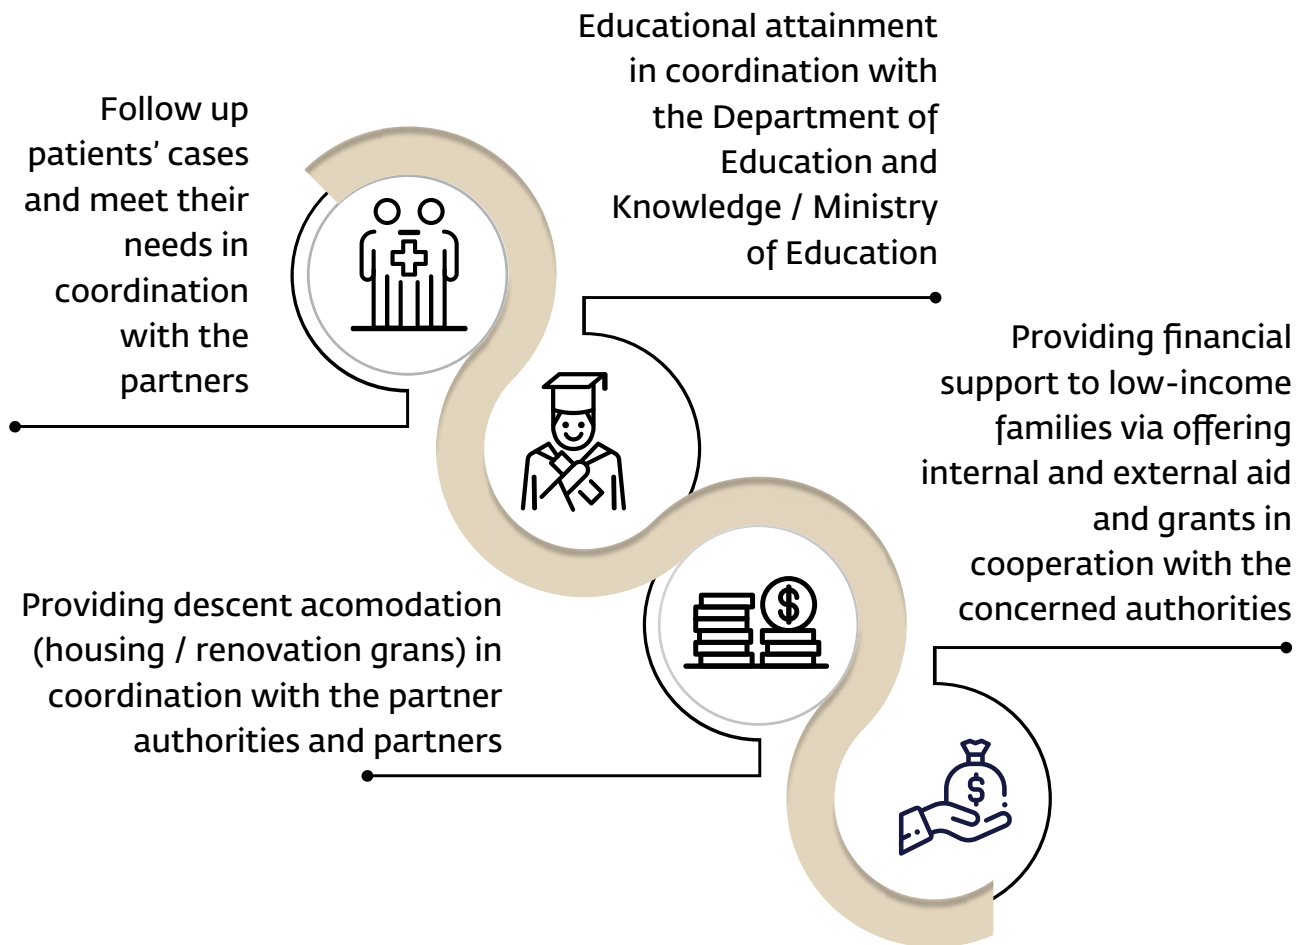 Follow up
patients’ cases
and meet their
needs in
coordination
with the
partners
Educational attainment
in coordination with
the Department of
Education and
Knowledge / Ministry
of Education
Providing descent acomodation
(housing / renovation grans) in
coordination with the partner
authorities and partners
Providing financial
support to low-income
families via offering
internal and external aid
and grants in
cooperation with the
concerned authorities